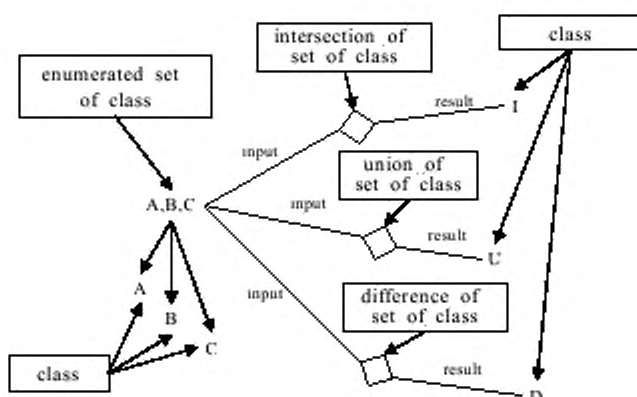 intersection of
set of class
class
enumerated set
of class
result
I
input
union of
set of class
A,B,C
input
result
U
A
input
difference of
set of class
B
C
class
result
D